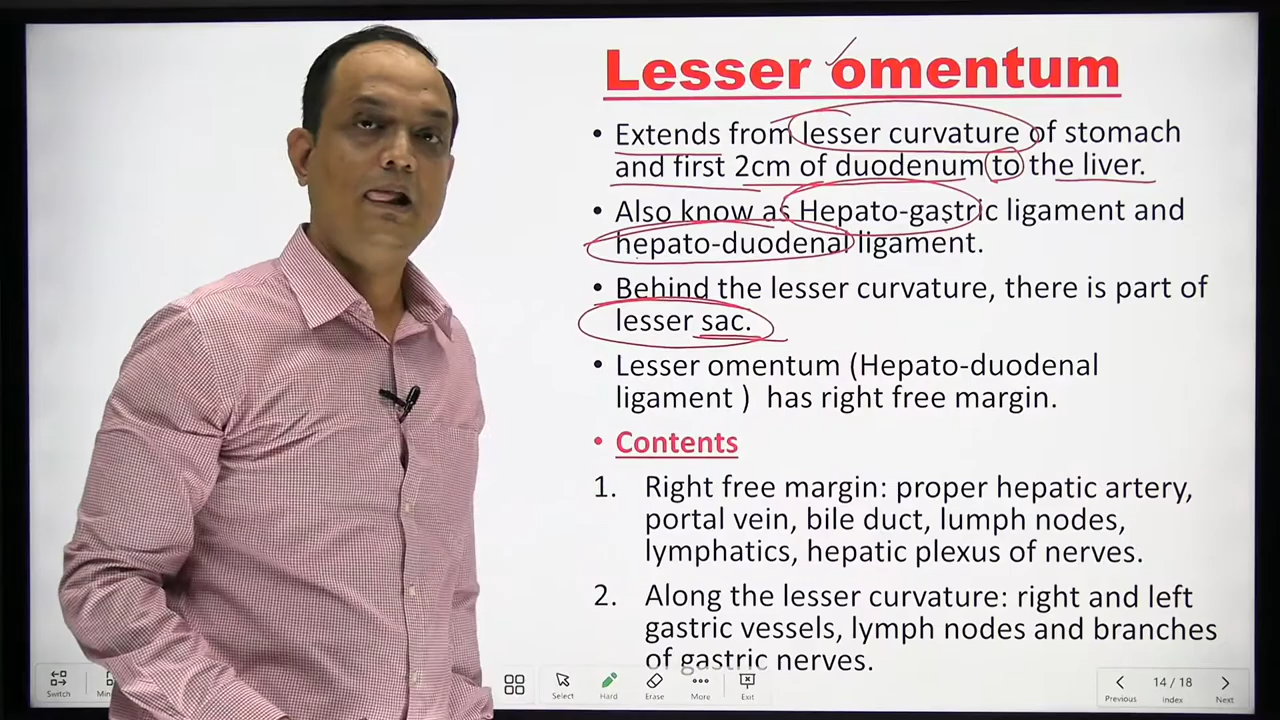 Lesser omentum
• Extends from lesser curvature of stomach
and first 2cm of duodenum to the liver.
• Also know as Hepato-gastric ligament and
hepato-duodenal ligament.
• Behind the lesser curvature, there is part of
lesser sac.
• Lesser omentum (Hepato-duodenal
ligament ) has right free margin.
• Contents
1. Right free margin: proper hepatic artery,
portal vein, bile duct, lumph nodes,
lymphatics, hepatic plexus of nerves.
2. Along the lesser curvature: right and left
gastric vessels, lymph nodes and branches
of gastric nerves.
Switch
Select
Hard
Erase
More
Exit
Previous
14 / 18
Index
Next